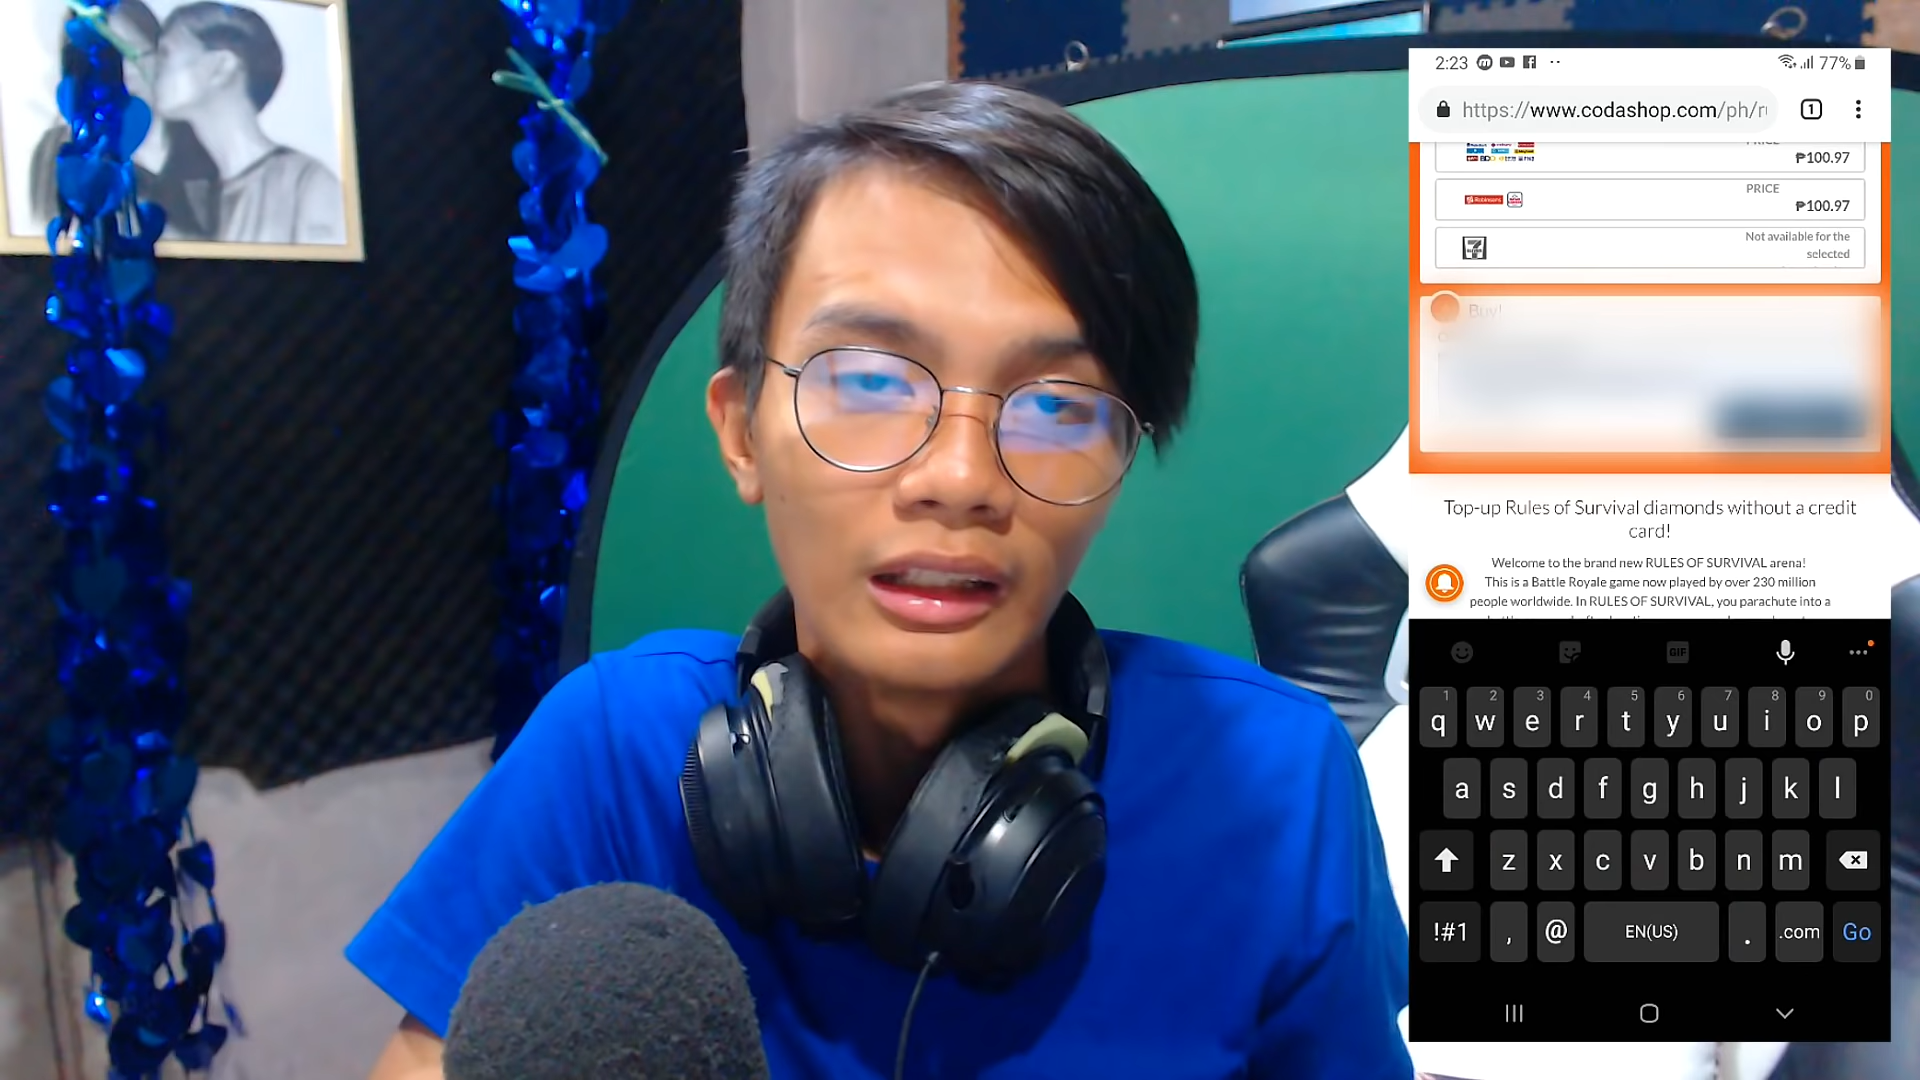 2:23
77%
https://www.codashop.com/ph/r
1
₱100.97
PRICE
₱100.97
Not available for the
selected
Buy!
Top-up Rules of Survival diamonds without a credit
card!
Welcome to the brand new RULES OF SURVIVAL arena!
This is a Battle Royale game now played by over 230 million
people worldwide. In RULES OF SURVIVAL, you parachute into a
GIF
1 2 3 4 5 6 7 8 9 0
q w e r t y u i o p
a s d f g h j k l
z x c v b n m
!#1 , @ EN(US) . .com Go